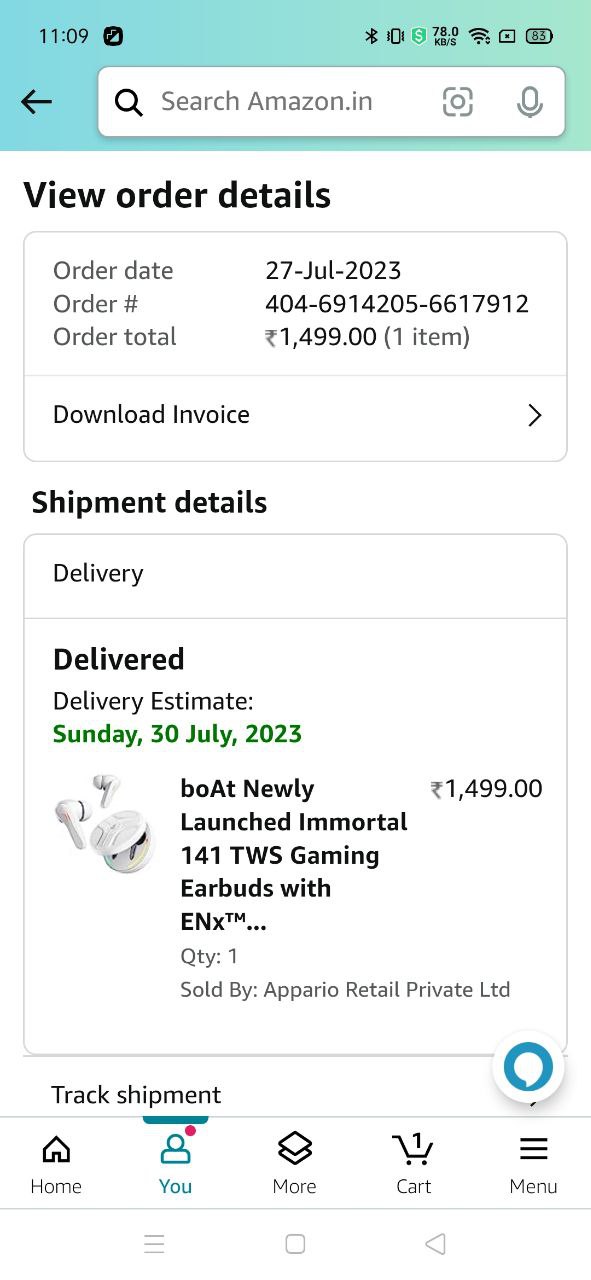 11:09 78.0 KB/S 83
Search Amazon.in
View order details
Order date 27-Jul-2023
Order # 404-6914205-6617912
Order total ₹1,499.00 (1 item)
Download Invoice
Shipment details
Delivery
Delivered
Delivery Estimate:
Sunday, 30 July, 2023
boAt Newly ₹1,499.00
Launched Immortal
141 TWS Gaming
Earbuds with
ENx™...
Qty: 1
Sold By: Appario Retail Private Ltd
Track shipment
1
Home You More Cart Menu